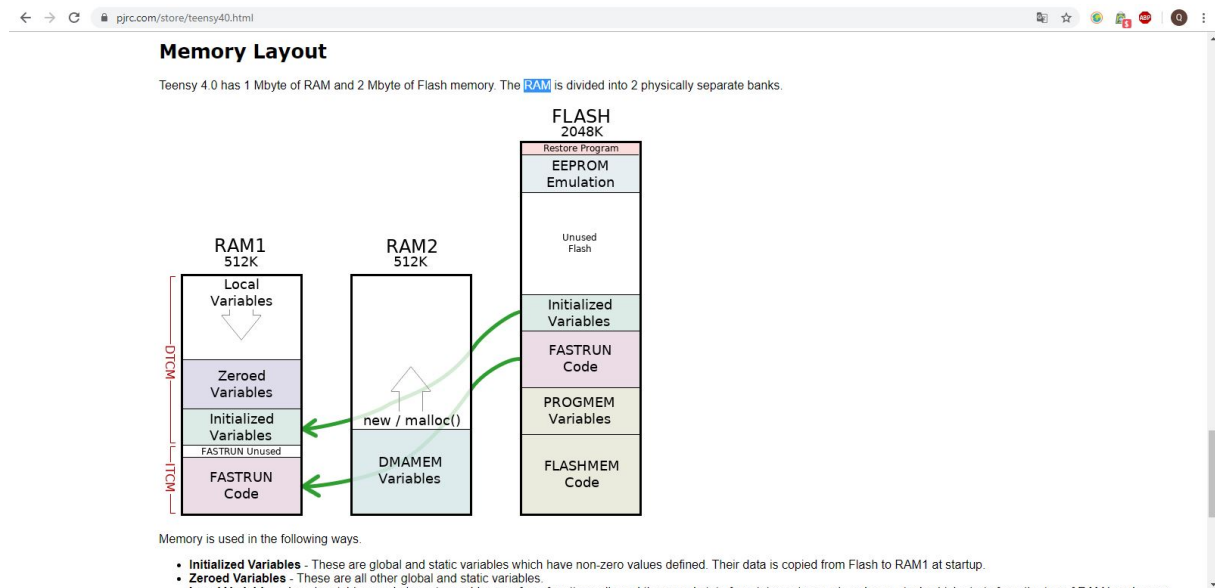 pjrc.com/store/teensy40.html
Memory Layout
Teensy 4.0 has 1 Mbyte of RAM and 2 Mbyte of Flash memory. The RAM is divided into 2 physically separate banks.
FLASH
2048K
Restore Program
EEPROM
Emulation
Unused
Flash
Initialized
Variables
FASTRUN
Code
PROGMEM
Variables
FLASHMEM
Code
RAM1
512K
Local
Variables
Zeroed
Variables
Initialized
Variables
FASTRUN Unused
FASTRUN
Code
DTCM
ITCM
RAM2
512K
new / malloc()
DMAMEM
Variables
Memory is used in the following ways.
• Initialized Variables - These are global and static variables which have non-zero values defined. Their data is copied from Flash to RAM1 at startup.
• Zeroed Variables - These are all other global and static variables.
ABP
Q
$